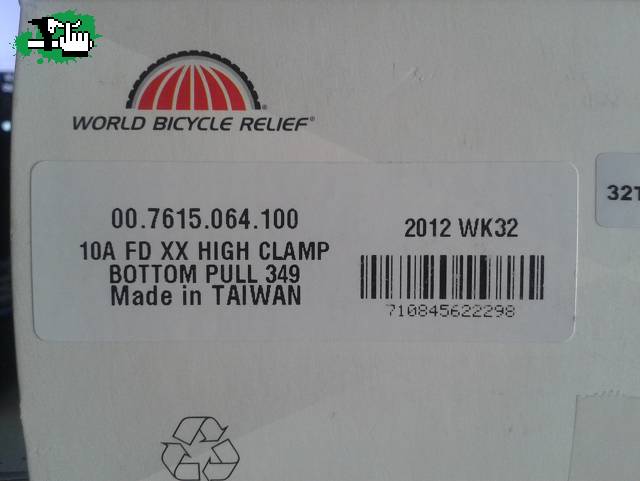 WORLD BICYCLE RELIEF®
00.7615.064.100
10A FD XX HIGH CLAMP
BOTTOM PULL 349
Made in TAIWAN
2012 WK32
710845622298
32T